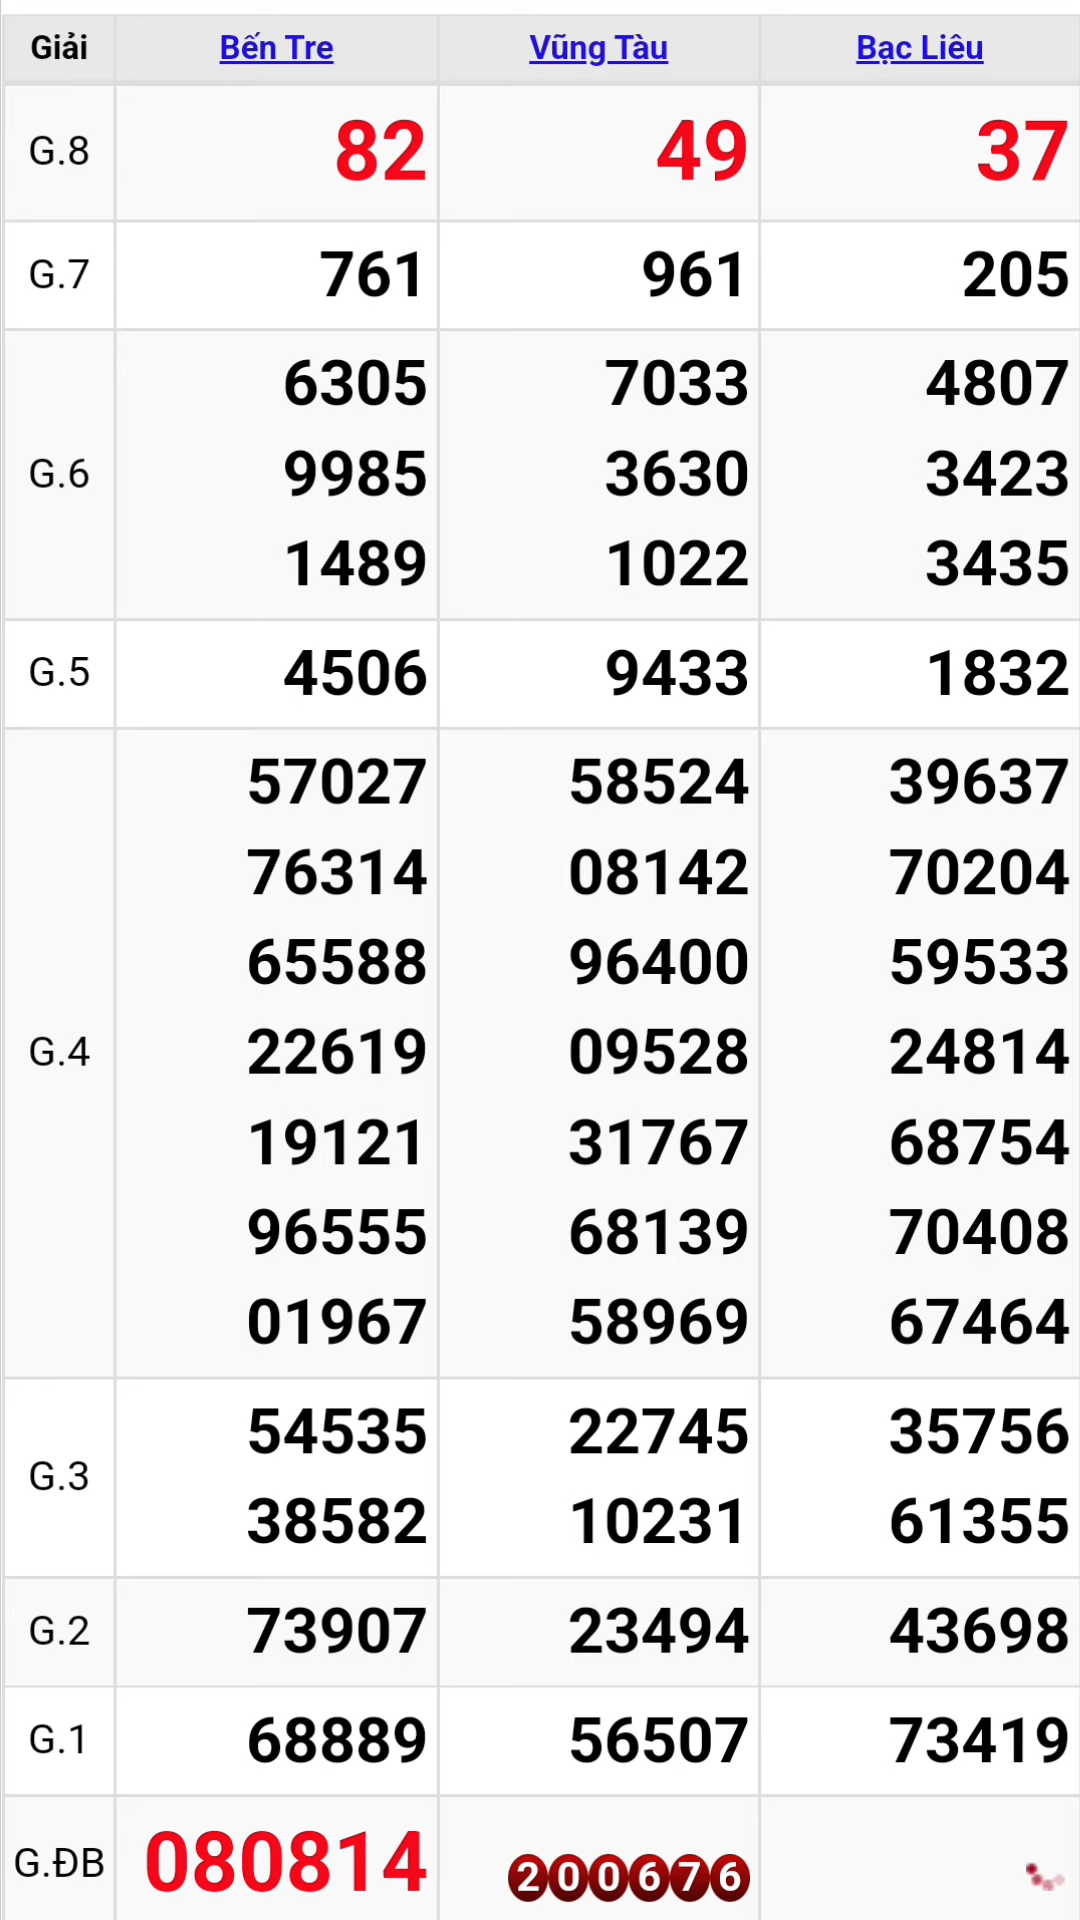 Giải Bến Tre Vũng Tàu Bạc Liêu
G.8 82 49 37
G.7 761 961 205
6305 7033 4807
G.6 9985 3630 3423
1489 1022 3435
G.5 4506 9433 1832
57027 58524 39637
76314 08142 70204
65588 96400 59533
G.4 22619 09528 24814
19121 31767 68754
96555 68139 70408
01967 58969 67464
54535 22745 35756
G.3
38582 10231 61355
G.2 73907 23494 43698
G.1 68889 56507 73419
G.ĐB 080814 200676